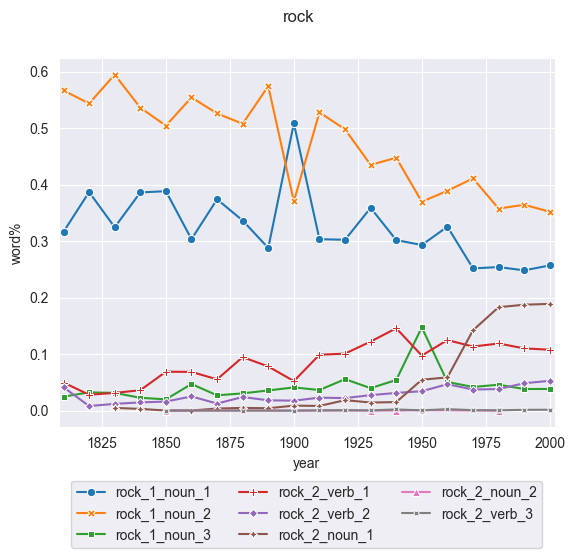 rock
0.6
0.5
0.4
0.3
0.2
0.1
0.0
word%
1825 1850 1875 1900 1925 1950 1975 2000
year
rock_1_noun_1 rock_2_verb_1 rock_2_noun_2
rock_1_noun_2 rock_2_verb_2 rock_2_verb_3
rock_1_noun_3 rock_2_noun_1